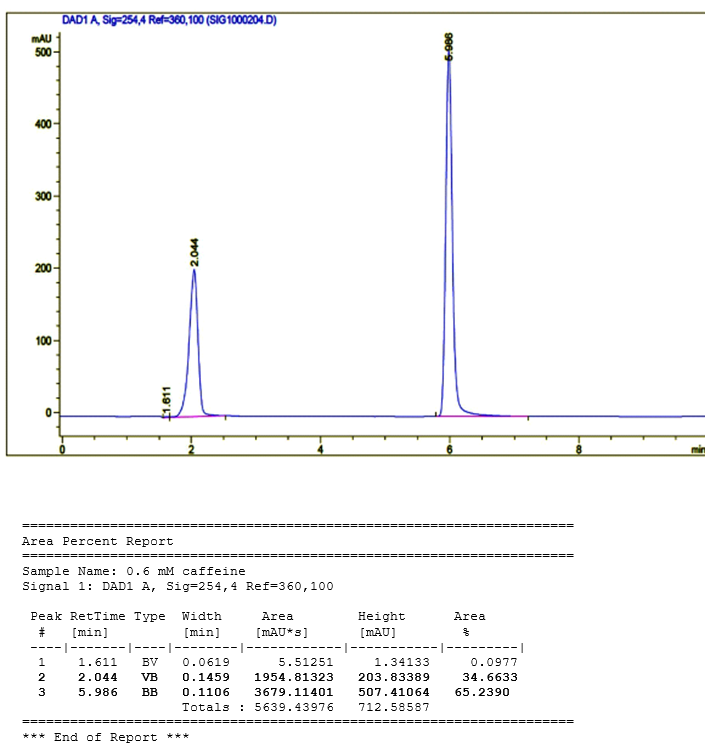 DAD1 A, Sig=254,4 Ref=360,100 (SIG1000204.D)
mAU
500
400
300
200
100
0
1.611
2.044
5.986
0 2 4 6 8 min
==================================================================
Area Percent Report
==================================================================
Sample Name: 0.6 mM caffeine
Signal 1: DAD1 A, Sig=254,4 Ref=360,100
Peak RetTime Type Width Area Height Area
# [min] [min] [mAU*s] [mAU] %
----|-------|----|--------|------------|-----------|---------|
1 1.611 BV 0.0619 5.51251 1.34133 0.0977
2 2.044 VB 0.1459 1954.81323 203.83389 34.6633
3 5.986 BB 0.1106 3679.11401 507.41064 65.2390
Totals : 5639.43976 712.58587
==================================================================
*** End of Report ***